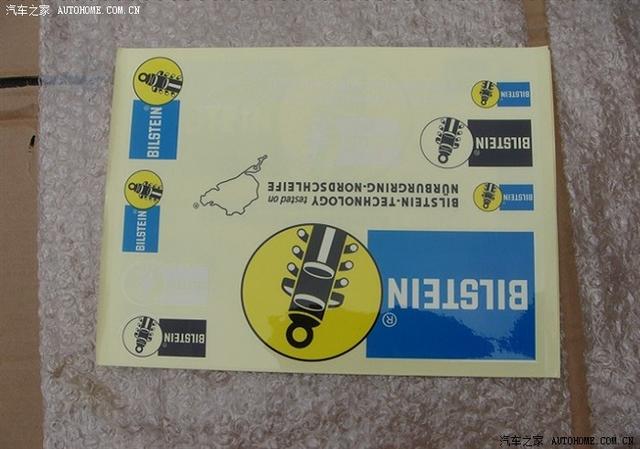 汽车之家 AUTOHOME.COM.CN
BILSTEIN®
BILSTEIN
BILSTEIN®
BILSTEIN
tested on
BILSTEIN-TECHNOLOGY
NÜRBURGRING-NORDSCHLEIFE
®
BILSTEIN
BILSTEIN®
BILSTEIN
汽车之家 AUTOHOME.COM.CN